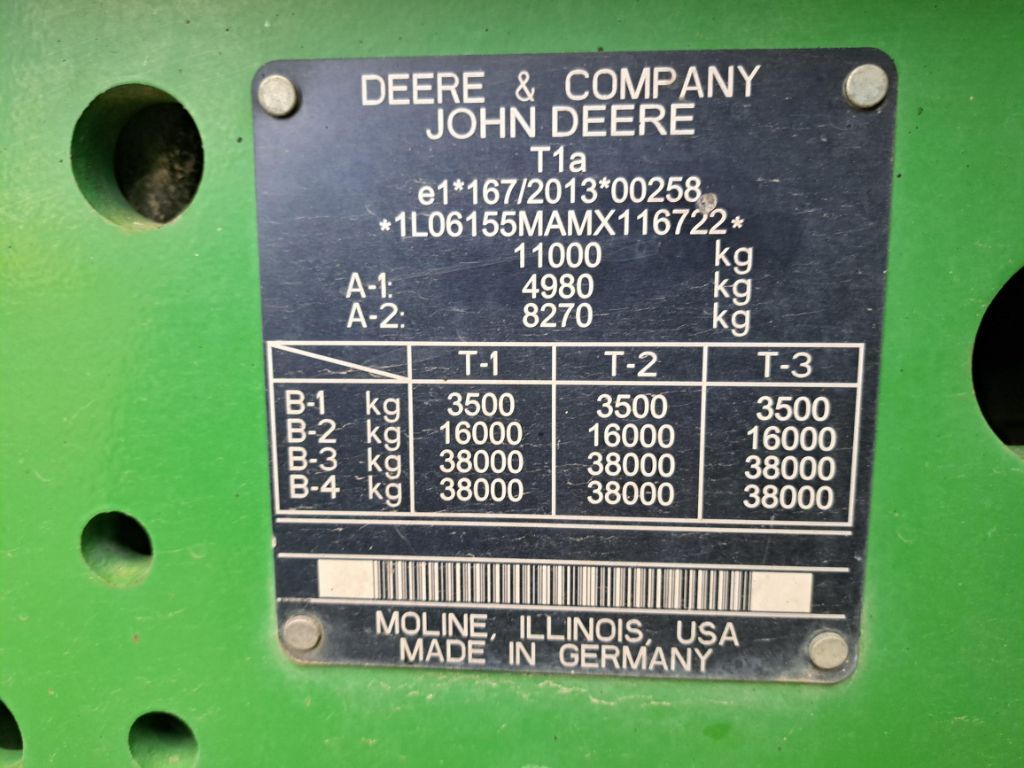 DEERE & COMPANY
JOHN DEERE
T1a
e1*167/2013*00258
*1L06155MAMX116722*
11000 kg
A-1: 4980 kg
A-2: 8270 kg
T-1 T-2 T-3
B-1 kg 3500 3500 3500
B-2 kg 16000 16000 16000
B-3 kg 38000 38000 38000
B-4 kg 38000 38000 38000
MOLINE, ILLINOIS, USA
MADE IN GERMANY